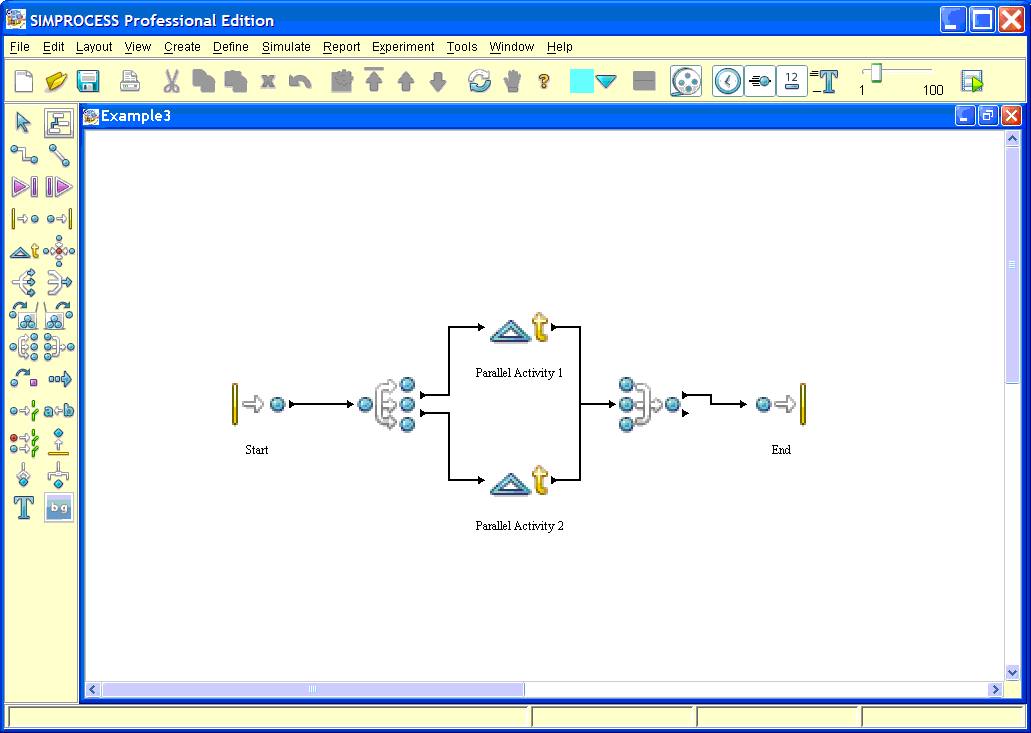 SIMPROCESS Professional Edition
File Edit Layout View Create Define Simulate Report Experiment Tools Window Help
? 12 T 1 100
Example3
t
a b
T bg
t
Parallel Activity 1
Start
End
t
Parallel Activity 2